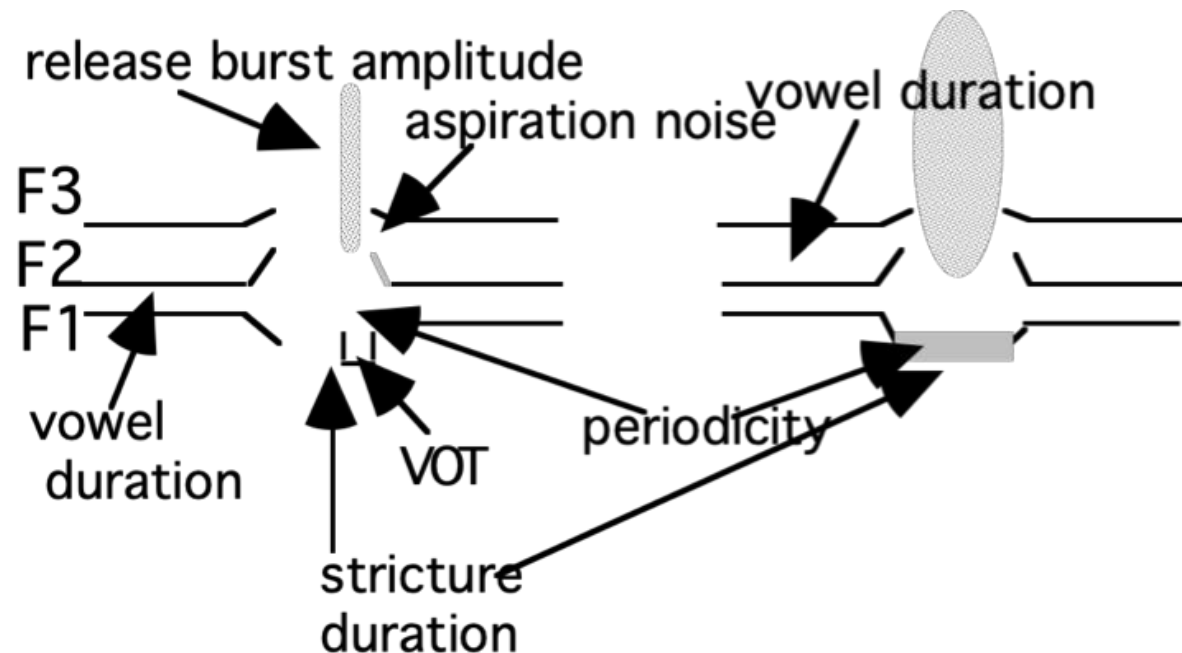 release burst amplitude
aspiration noise
vowel duration
F3
F2
F1
vowel
duration
VOT
periodicity
stricture
duration